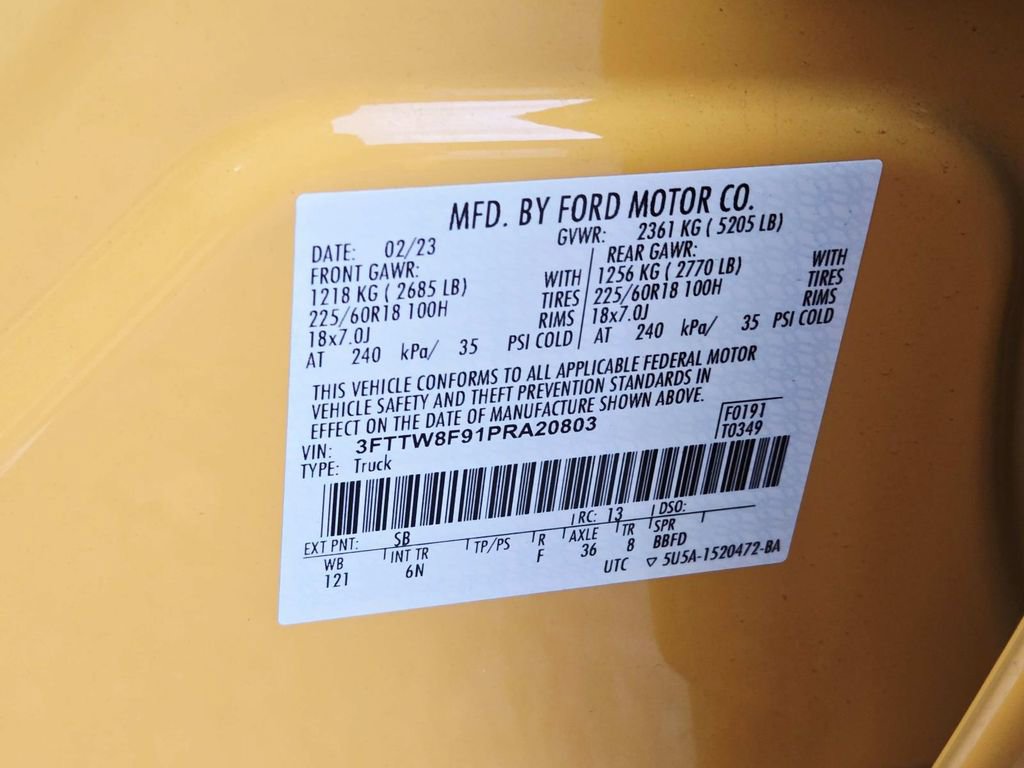 MFD. BY FORD MOTOR CO.
DATE: 02/23 GVWR: 2361 KG ( 5205 LB)
FRONT GAWR: REAR GAWR:
1218 KG ( 2685 LB) WITH 1256 KG ( 2770 LB) WITH
225/60R18 100H TIRES 225/60R18 100H TIRES
18x7.0J RIMS 18x7.0J RIMS
AT 240 kPa/ 35 PSI COLD AT 240 kPa/ 35 PSI COLD
THIS VEHICLE CONFORMS TO ALL APPLICABLE FEDERAL MOTOR
VEHICLE SAFETY AND THEFT PREVENTION STANDARDS IN
EFFECT ON THE DATE OF MANUFACTURE SHOWN ABOVE.
VIN: 3FTTW8F91PRA20803 F0191
TYPE: Truck T0349
EXT PNT: SB RC: 13 DSO:
WB INT TR TP/PS R AXLE TR SPR
121 6N F 36 8 BBFD
UTC ▽ 5U5A-1520472-BA